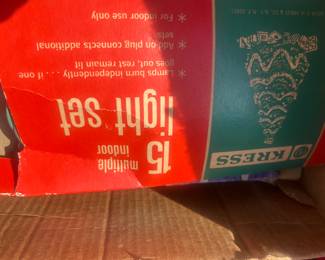 KRESS
15
multiple
indoor
light set
* Lamps burn independently . . . if one
goes out, rest remain lit
* Add-on plug connects additional
sets
* For indoor use only